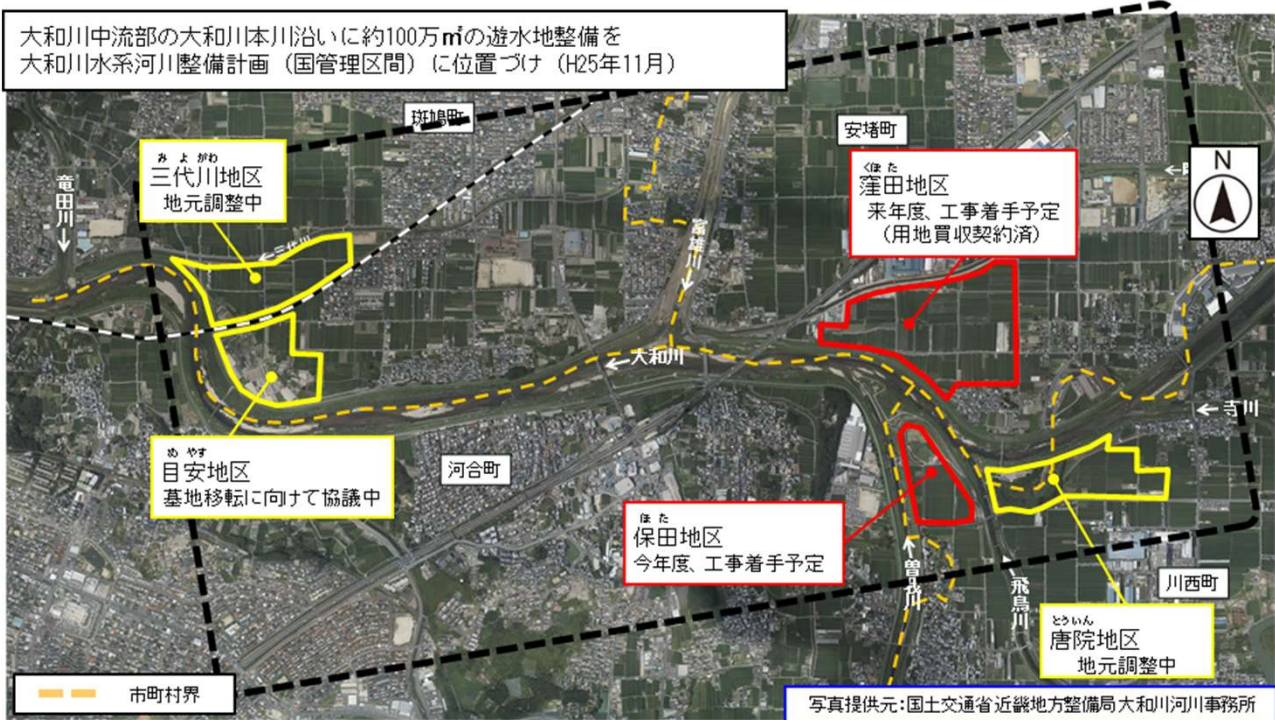 大和川中流部の大和川本川沿いに約100万㎥の遊水地整備を
大和川水系河川整備計画（国管理区間）に位置づけ（H25年11月）
斑鳩町
安堵町
みよがわ
三代川地区
地元調整中
くぼた
窪田地区
来年度、工事着手予定
（用地買収契約済）
N
竜田川
三代川
富雄川
大和川
寺川
めやす
目安地区
墓地移転に向けて協議中
河合町
ほた
保田地区
今年度、工事着手予定
曽我川
飛鳥川
川西町
とういん
唐院地区
地元調整中
市町村界
写真提供元：国土交通省近畿地方整備局大和川河川事務所